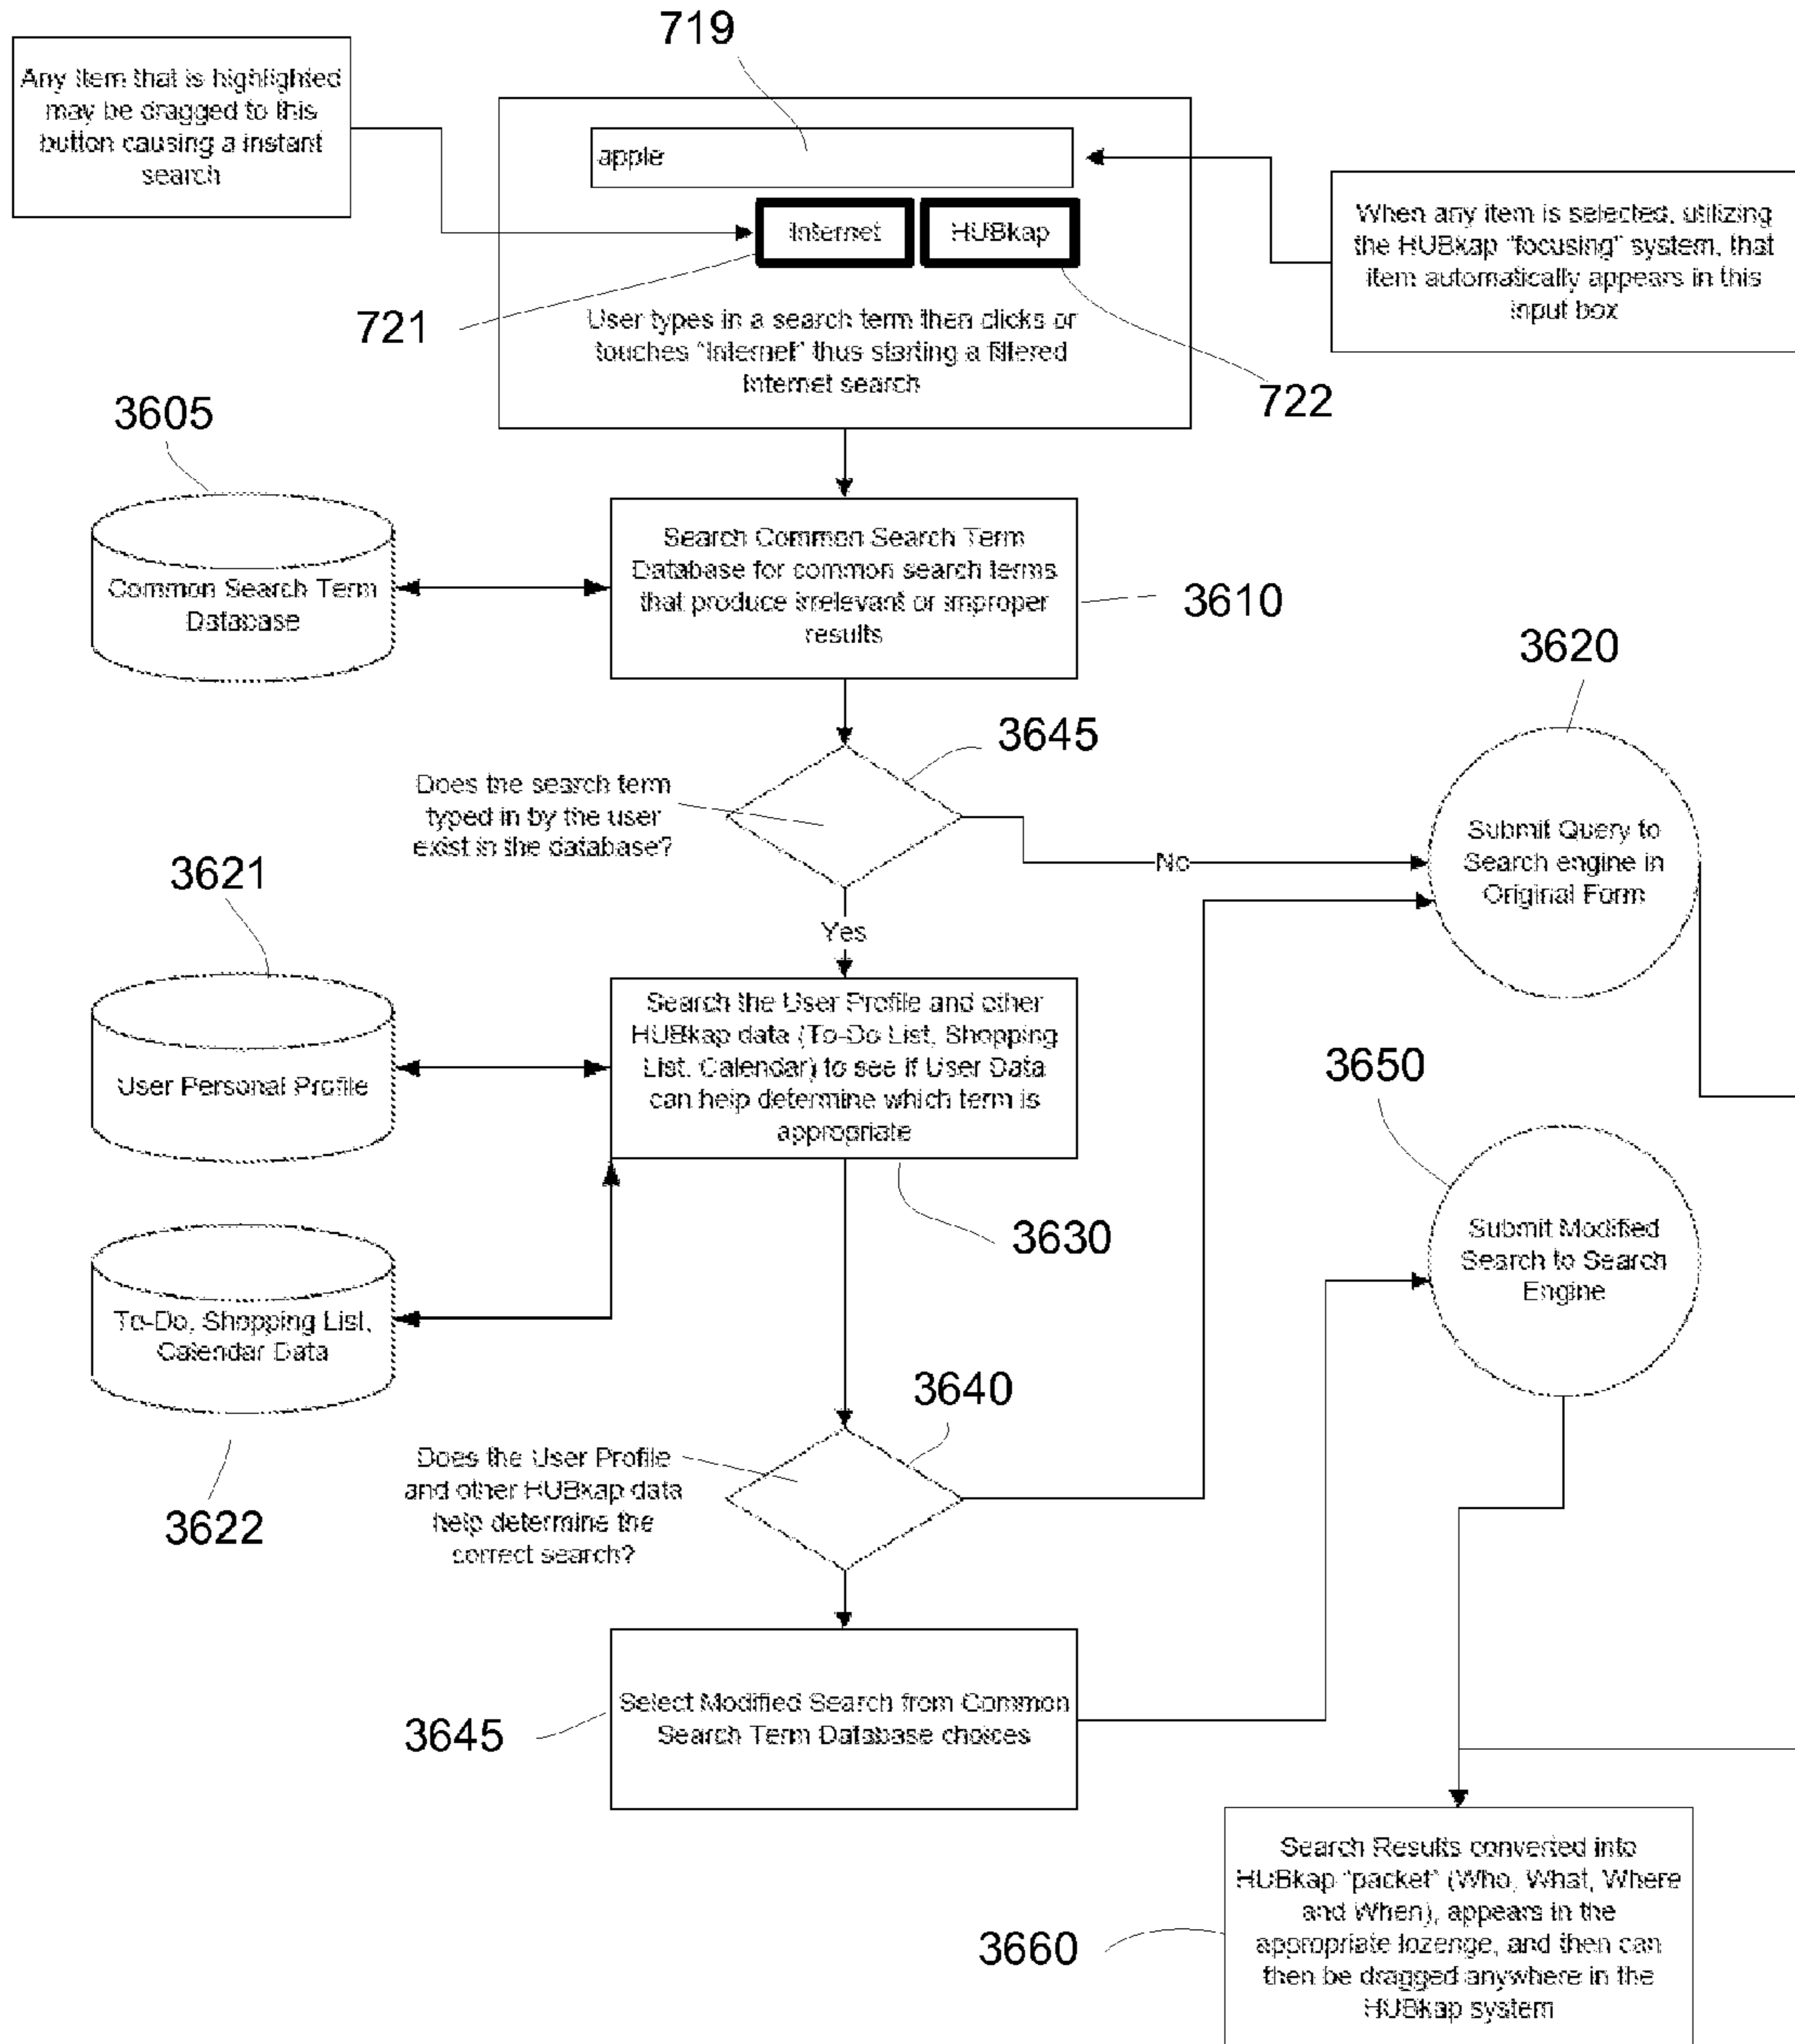 719
Any item that is highlighted
may be dragged to this
button causing a instant
search
apple
Internet
HUBkap
When any item is selected, utilizing
the HUBkap "focusing" system, that
item automatically appears in this
input box
721
User types in a search term then clicks or
touches "Internet" thus starting a filtered
Internet search
722
3605
Common Search Term
Database
Search Common Search Term
Database for common search terms
that produce irrelevant or improper
results
3610
3620
3645
Does the search term
typed in by the user
exist in the database?
No
Submit Query to
Search engine in
Original Form
Yes
3621
User Personal Profile
Search the User Profile and other
HUBkap data (To-Do List, Shopping
List, Calendar) to see if User Data
can help determine which term is
appropriate
3630
3650
Submit Modified
Search to Search
Engine
To-Do, Shopping List,
Calendar Data
3622
3640
Does the User Profile
and other HUBkap data
help determine the
correct search?
3645
Select Modified Search from Common
Search Term Database choices
3660
Search Results converted into
HUBkap "packet" (Who, What, Where
and When), appears in the
appropriate lozenge, and then can
then be dragged anywhere in the
HUBkap system